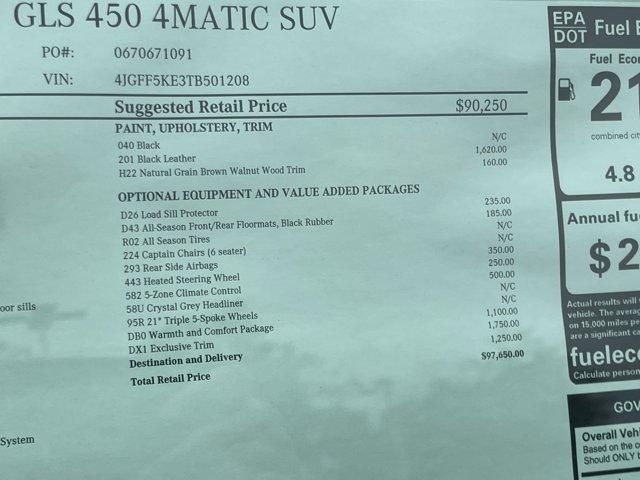 GLS 450 4MATIC SUV
PO#: 0670671091
VIN: 4JGFF5KE3TB501208
Suggested Retail Price $90,250
PAINT, UPHOLSTERY, TRIM
040 Black N/C
201 Black Leather 1,620.00
H22 Natural Grain Brown Walnut Wood Trim 160.00
OPTIONAL EQUIPMENT AND VALUE ADDED PACKAGES
D26 Load Sill Protector 235.00
D43 All-Season Front/Rear Floormats, Black Rubber 185.00
R02 All Season Tires N/C
224 Captain Chairs (6 seater) N/C
293 Rear Side Airbags 350.00
443 Heated Steering Wheel 250.00
582 5-Zone Climate Control 500.00
58U Crystal Grey Headliner N/C
95R 21" Triple 5-Spoke Wheels N/C
DB0 Warmth and Comfort Package 1,100.00
DX1 Exclusive Trim 1,750.00
Destination and Delivery 1,250.00
Total Retail Price $97,650.00
oor sills
System
EPA
DOT Fuel E
Fuel Econ
21
combined cit
4.8
Annual fu
$2
Actual results will
vehicle. The averag
on 15,000 miles pe
are a significant ca
fueleco
Calculate person
GOV
Overall Vehi
Based on the c
Should ONLY b